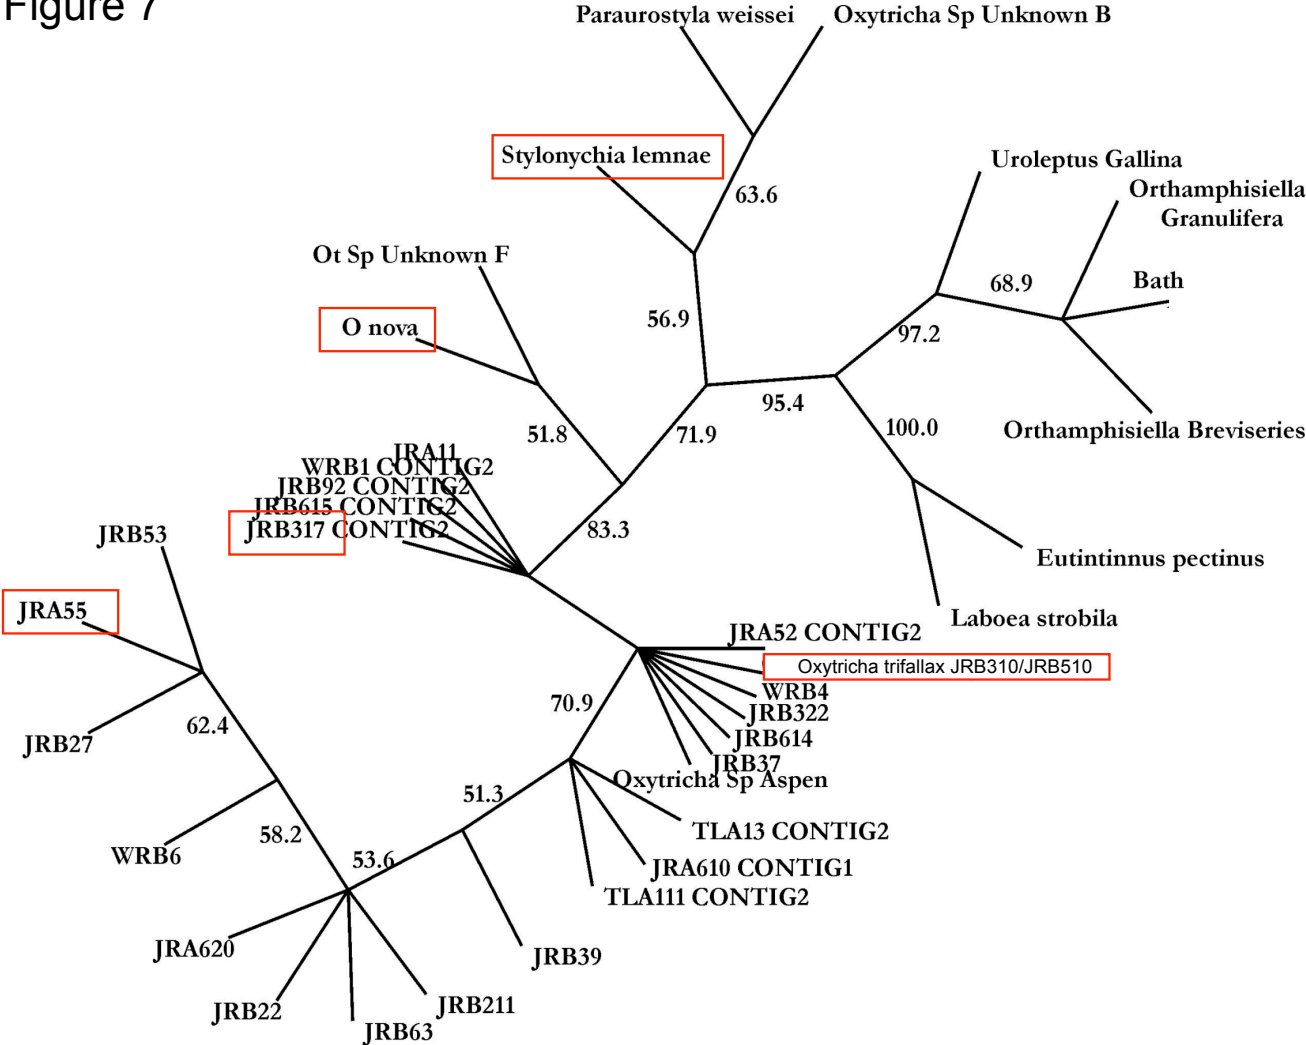 Figure 7
Paraurostyla weissei
Oxytricha Sp Unknown B
Stylonychia lemnae
63.6
Uroleptus Gallina
Orthamphisiella
Granulifera
Ot Sp Unknown F
68.9
Bath
O nova
56.9
97.2
95.4
51.8
71.9
100.0
Orthamphisiella Breviseries
JRA11
WRB1 CONTIG2
JRB92 CONTIG2
JRB615 CONTIG2
JRB317 CONTIG2
83.3
JRB53
Eutintinnus pectinus
JRA55
Laboea strobila
JRA52 CONTIG2
Oxytricha trifallax JRB310/JRB510
WRB4
70.9
JRB322
62.4
JRB27
JRB614
JRB37
Oxytricha Sp Aspen
51.3
TLA13 CONTIG2
58.2
WRB6
53.6
JRA610 CONTIG1
TLA111 CONTIG2
JRA620
JRB39
JRB22
JRB211
JRB63